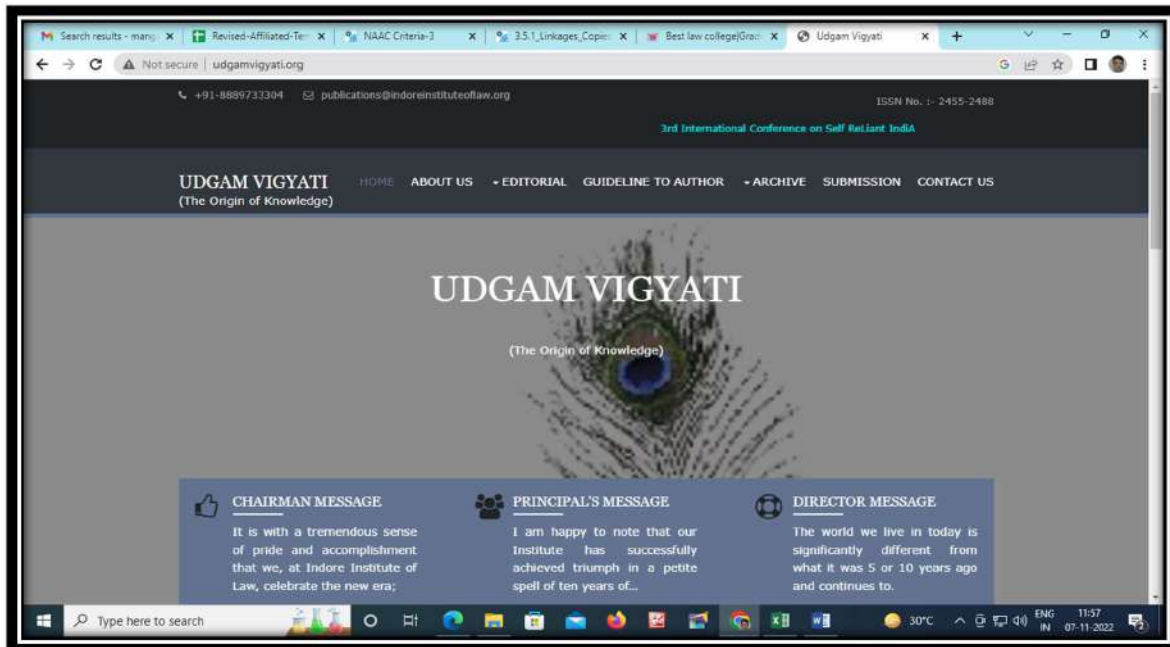 Search results - mang
Revised-Affiliated-Ter
NAAC Criteria-3
3.5.1_Linkages_Copies
Best law college|Grad
Udgam Vigyati
Not secure | udgamvigyati.org
+91-8889733304 publications@indoreinstituteoflaw.org
ISSN No. :- 2455-2488
3rd International Conference on Self ReLiant IndiA
UDGAM VIGYATI
(The Origin of Knowledge)
HOME ABOUT US EDITORIAL GUIDELINE TO AUTHOR ARCHIVE SUBMISSION CONTACT US
UDGAM VIGYATI
(The Origin of Knowledge)
CHAIRMAN MESSAGE
It is with a tremendous sense
of pride and accomplishment
that we, at Indore Institute of
Law, celebrate the new era;
PRINCIPAL'S MESSAGE
I am happy to note that our
Institute has successfully
achieved triumph in a petite
spell of ten years of...
DIRECTOR MESSAGE
The world we live in today is
significantly different from
what it was 5 or 10 years ago
and continues to.
Type here to search
30°C
ENG
IN
11:57
07-11-2022
2